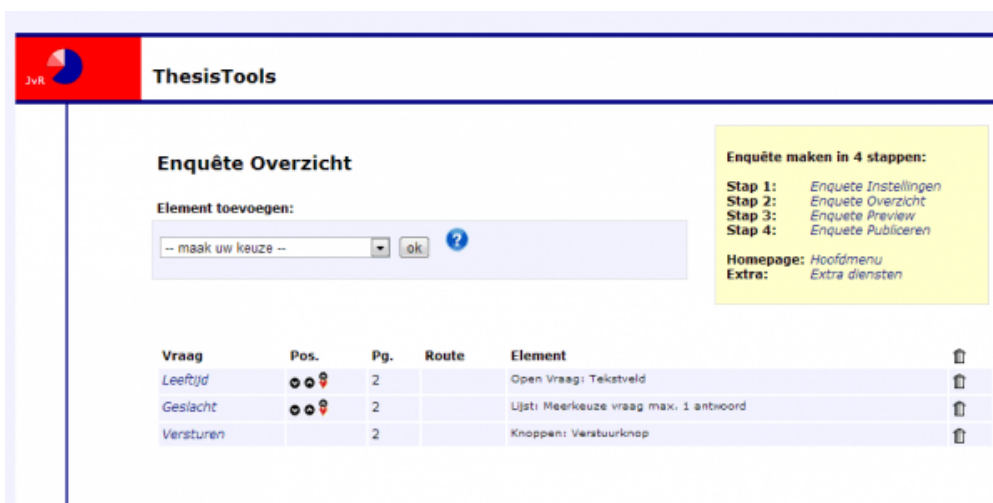 JvR
ThesisTools
Enquête Overzicht
Element toevoegen:
-- maak uw keuze --
ok
?
Enquête maken in 4 stappen:
Stap 1: Enquete Instellingen
Stap 2: Enquete Overzicht
Stap 3: Enquete Preview
Stap 4: Enquete Publiceren
Homepage: Hoofdmenu
Extra: Extra diensten
Vraag Pos. Pg. Route Element
Leeftijd 2 Open Vraag: Tekstveld
Geslacht 2 Lijst: Meerkeuze vraag max. 1 antwoord
Versturen 2 Knoppen: Verstuurknop